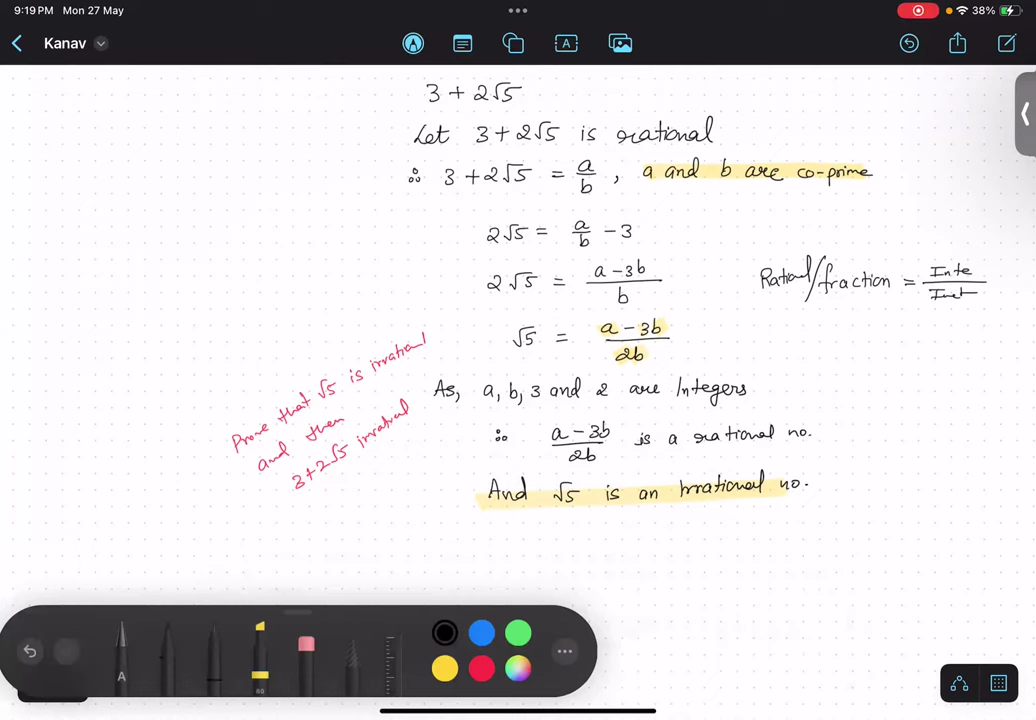 9:19 PM Mon 27 May
38%
Kanav
3 + 2√5
Let 3 + 2√5 is rational
∴ 3 + 2√5 = a/b , a and b are co-prime
2√5 = a/b - 3
2√5 = (a - 3b)/b
Rational/fraction = Inte/
√5 = (a - 3b)/2b
Prove that √5 is irrational
and then
3+2√5 irrational
As, a, b, 3 and 2 are Integers
∴ (a - 3b)/2b is a rational no.
And √5 is an Irrational no.
A
80